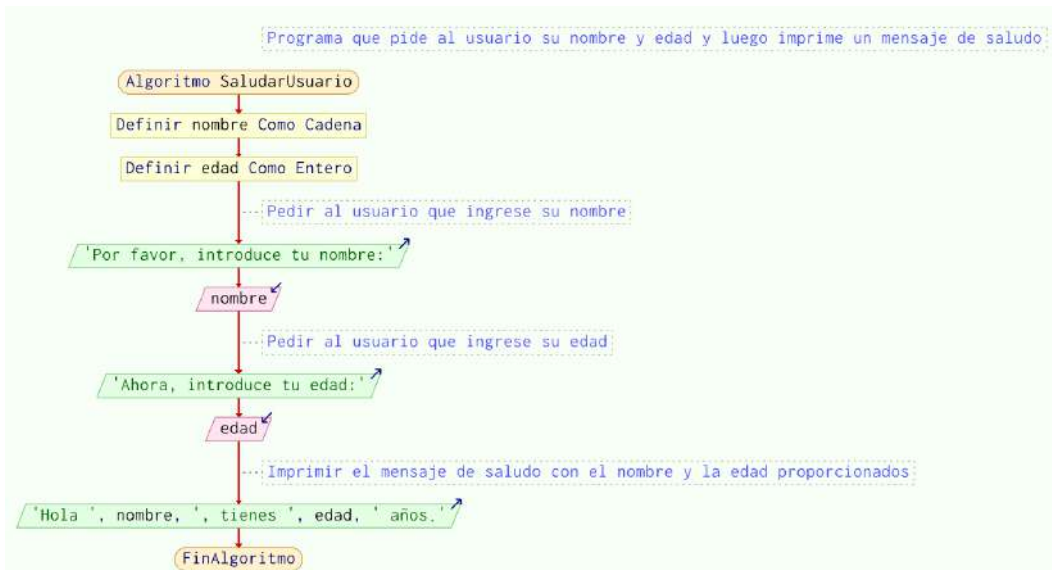 Programa que pide al usuario su nombre y edad y luego imprime un mensaje de saludo
Algoritmo SaludarUsuario
Definir nombre Como Cadena
Definir edad Como Entero
Pedir al usuario que ingrese su nombre
'Por favor, introduce tu nombre:'
nombre
Pedir al usuario que ingrese su edad
'Ahora, introduce tu edad:'
edad
Imprimir el mensaje de saludo con el nombre y la edad proporcionados
'Hola ', nombre, ', tienes ', edad, ' años.'
FinAlgoritmo